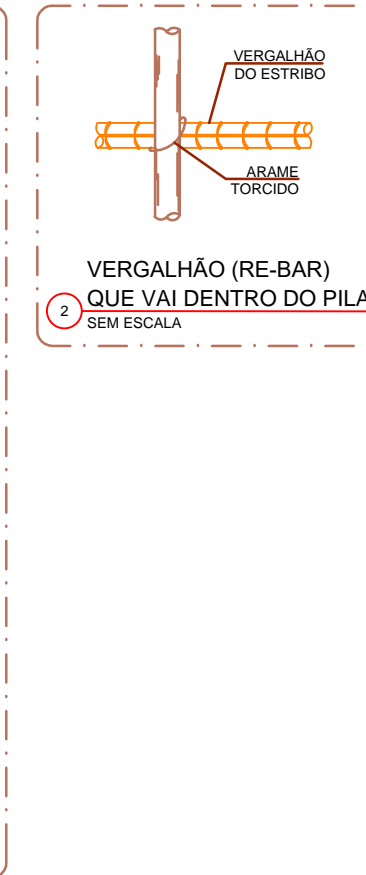 VERGALHÃO
DO ESTRIBO
ARAME
TORCIDO
VERGALHÃO (RE-BAR)
QUE VAI DENTRO DO PILA
2
SEM ESCALA